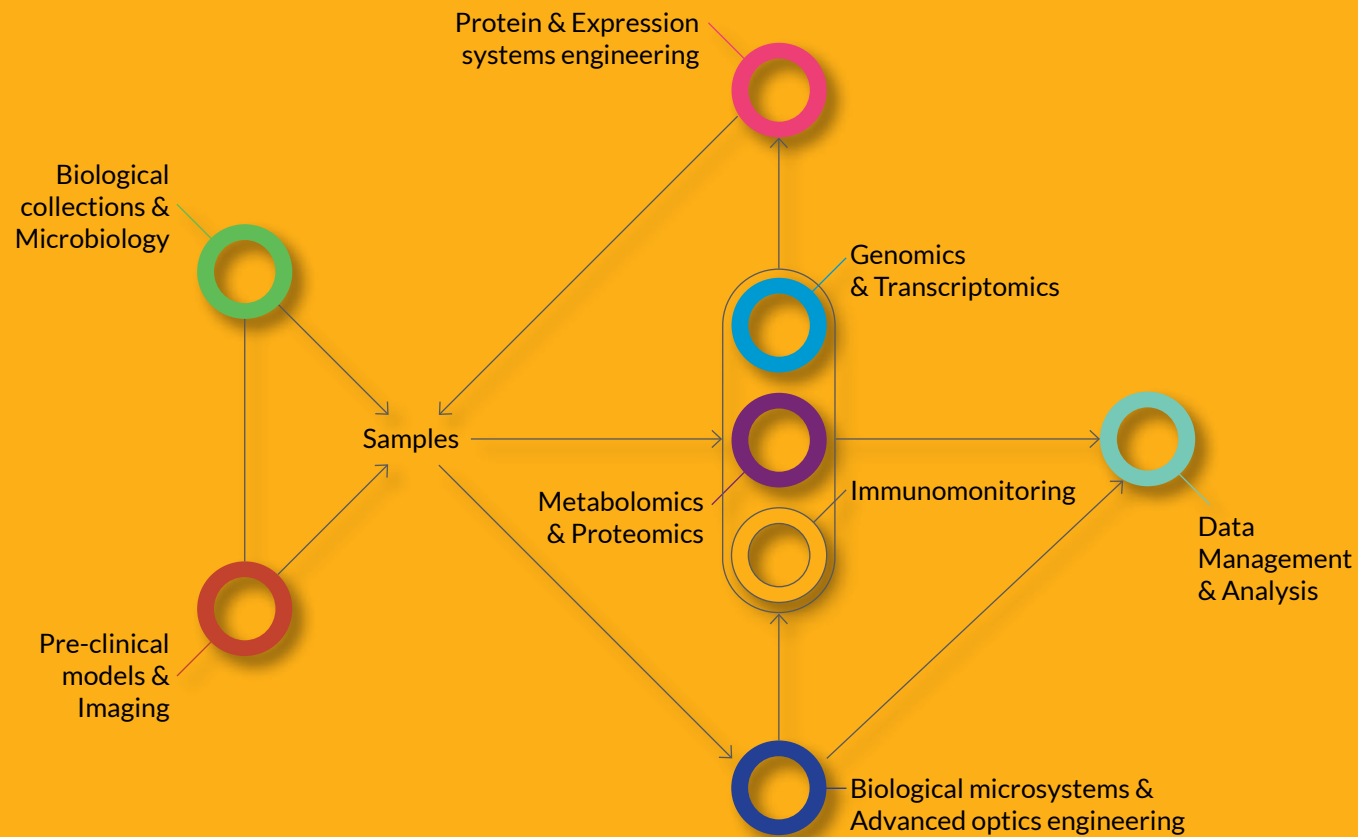 Protein & Expression
systems engineering
Biological
collections &
Microbiology
Genomics
& Transcriptomics
Samples
Metabolomics
& Proteomics
Immunomonitoring
Data
Management
& Analysis
Pre-clinical
models &
Imaging
Biological microsystems &
Advanced optics engineering